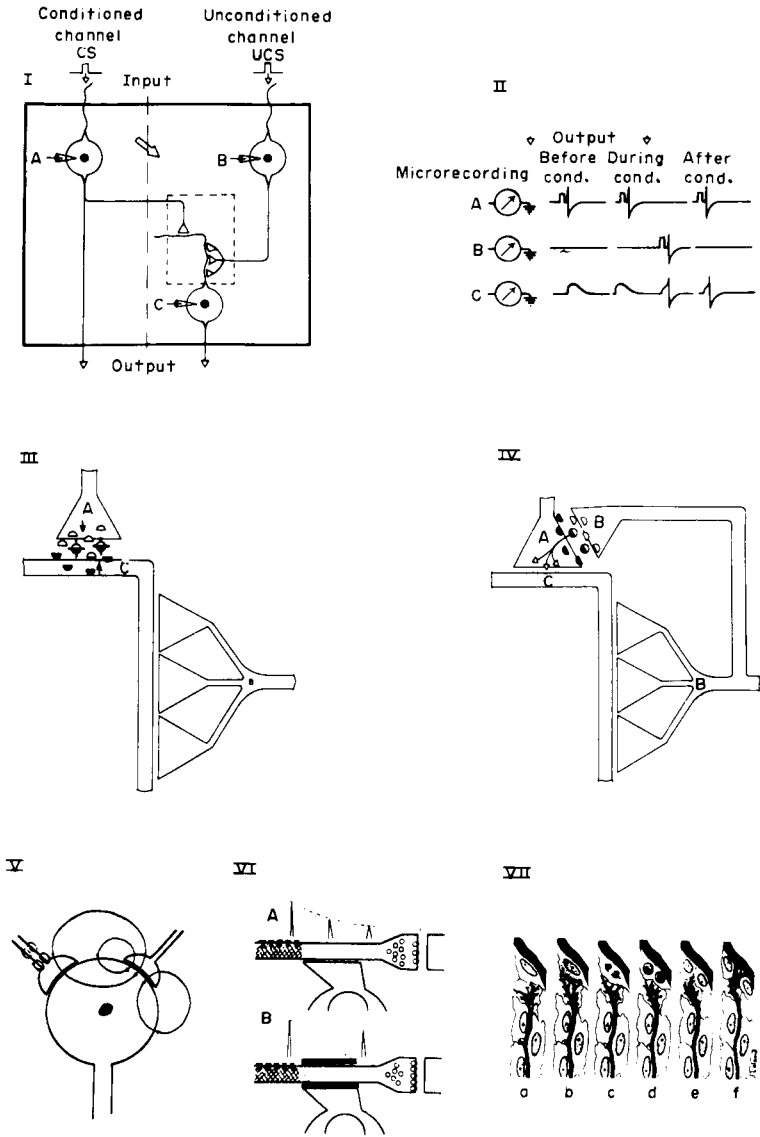 Conditioned channel CS
Unconditioned channel UCS
I
Input
A
B
C
Output
II
Output
Microrecording
Before cond.
During cond.
After cond.
A
B
C
III
A
C
IV
A
B
C
B
V
VI
A
B
VII
a b c d e f